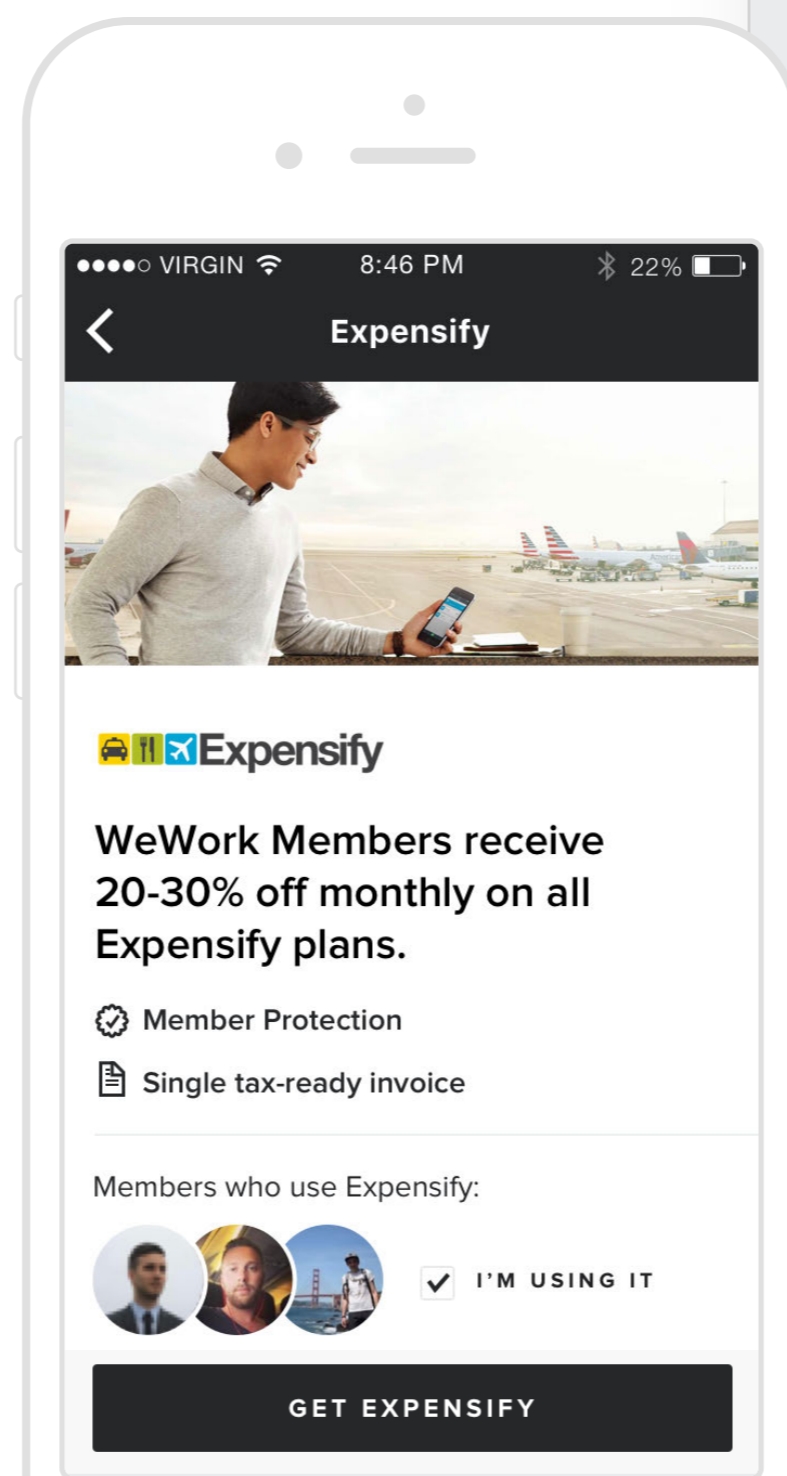 VIRGIN 8:46 PM 22%
Expensify
Expensify
WeWork Members receive
20-30% off monthly on all
Expensify plans.
Member Protection
Single tax-ready invoice
Members who use Expensify:
I’M USING IT
GET EXPENSIFY